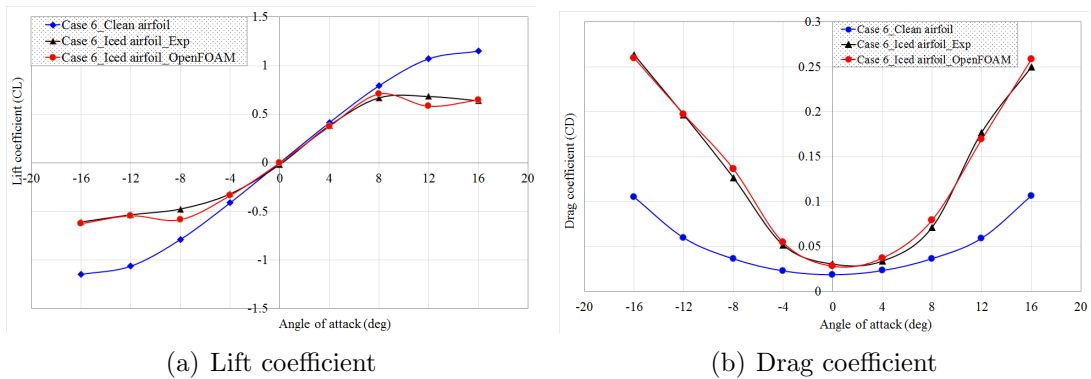 Case 6_Clean airfoil
Case 6_Iced airfoil_Exp
Case 6_Iced airfoil_OpenFOAM
Lift coefficient (CL)
1.5
1
0.5
0
-0.5
-1
-1.5
-20 -16 -12 -8 -4 0 4 8 12 16 20
Angle of attack (deg)
(a) Lift coefficient
Case 6_Clean airfoil
Case 6_Iced airfoil_Exp
Case 6_Iced airfoil_OpenFOAM
Drag coefficient (CD)
0.3
0.25
0.2
0.15
0.1
0.05
0
-20 -16 -12 -8 -4 0 4 8 12 16 20
Angle of attack (deg)
(b) Drag coefficient